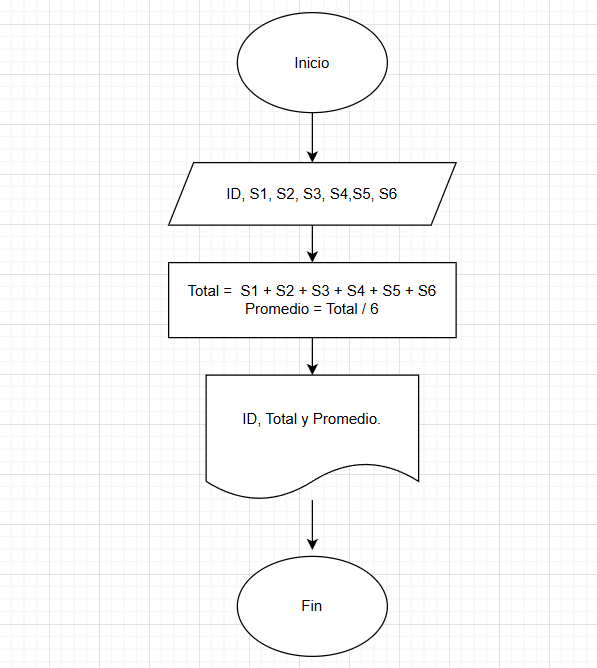 Inicio
ID, S1, S2, S3, S4,S5, S6
Total =  S1 + S2 + S3 + S4 + S5 + S6
Promedio = Total / 6
ID, Total y Promedio.
Fin